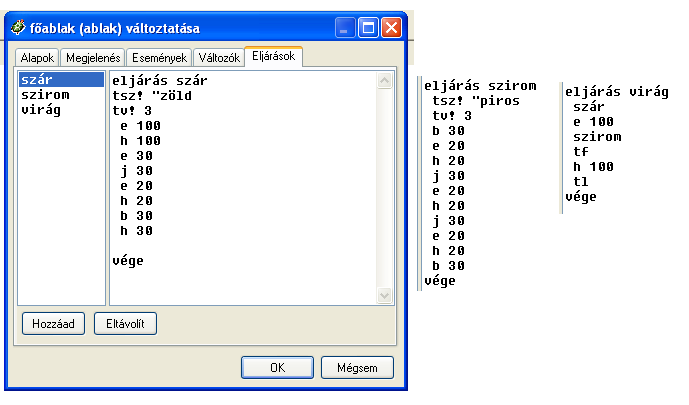 főablak (ablak) változtatása
Alapok Megjelenés Események Változók Eljárások
szár
szirom
virág
eljárás szár
tsz! "zöld
tv! 3
e 100
h 100
e 30
j 30
e 20
h 20
b 30
h 30
vége
Hozzáad Eltávolít
OK Mégsem
eljárás szirom
tsz! "piros
tv! 3
b 30
e 20
h 20
j 30
e 20
h 20
j 30
e 20
h 20
b 30
vége
eljárás virág
szár
e 100
szirom
tf
h 100
tl
vége